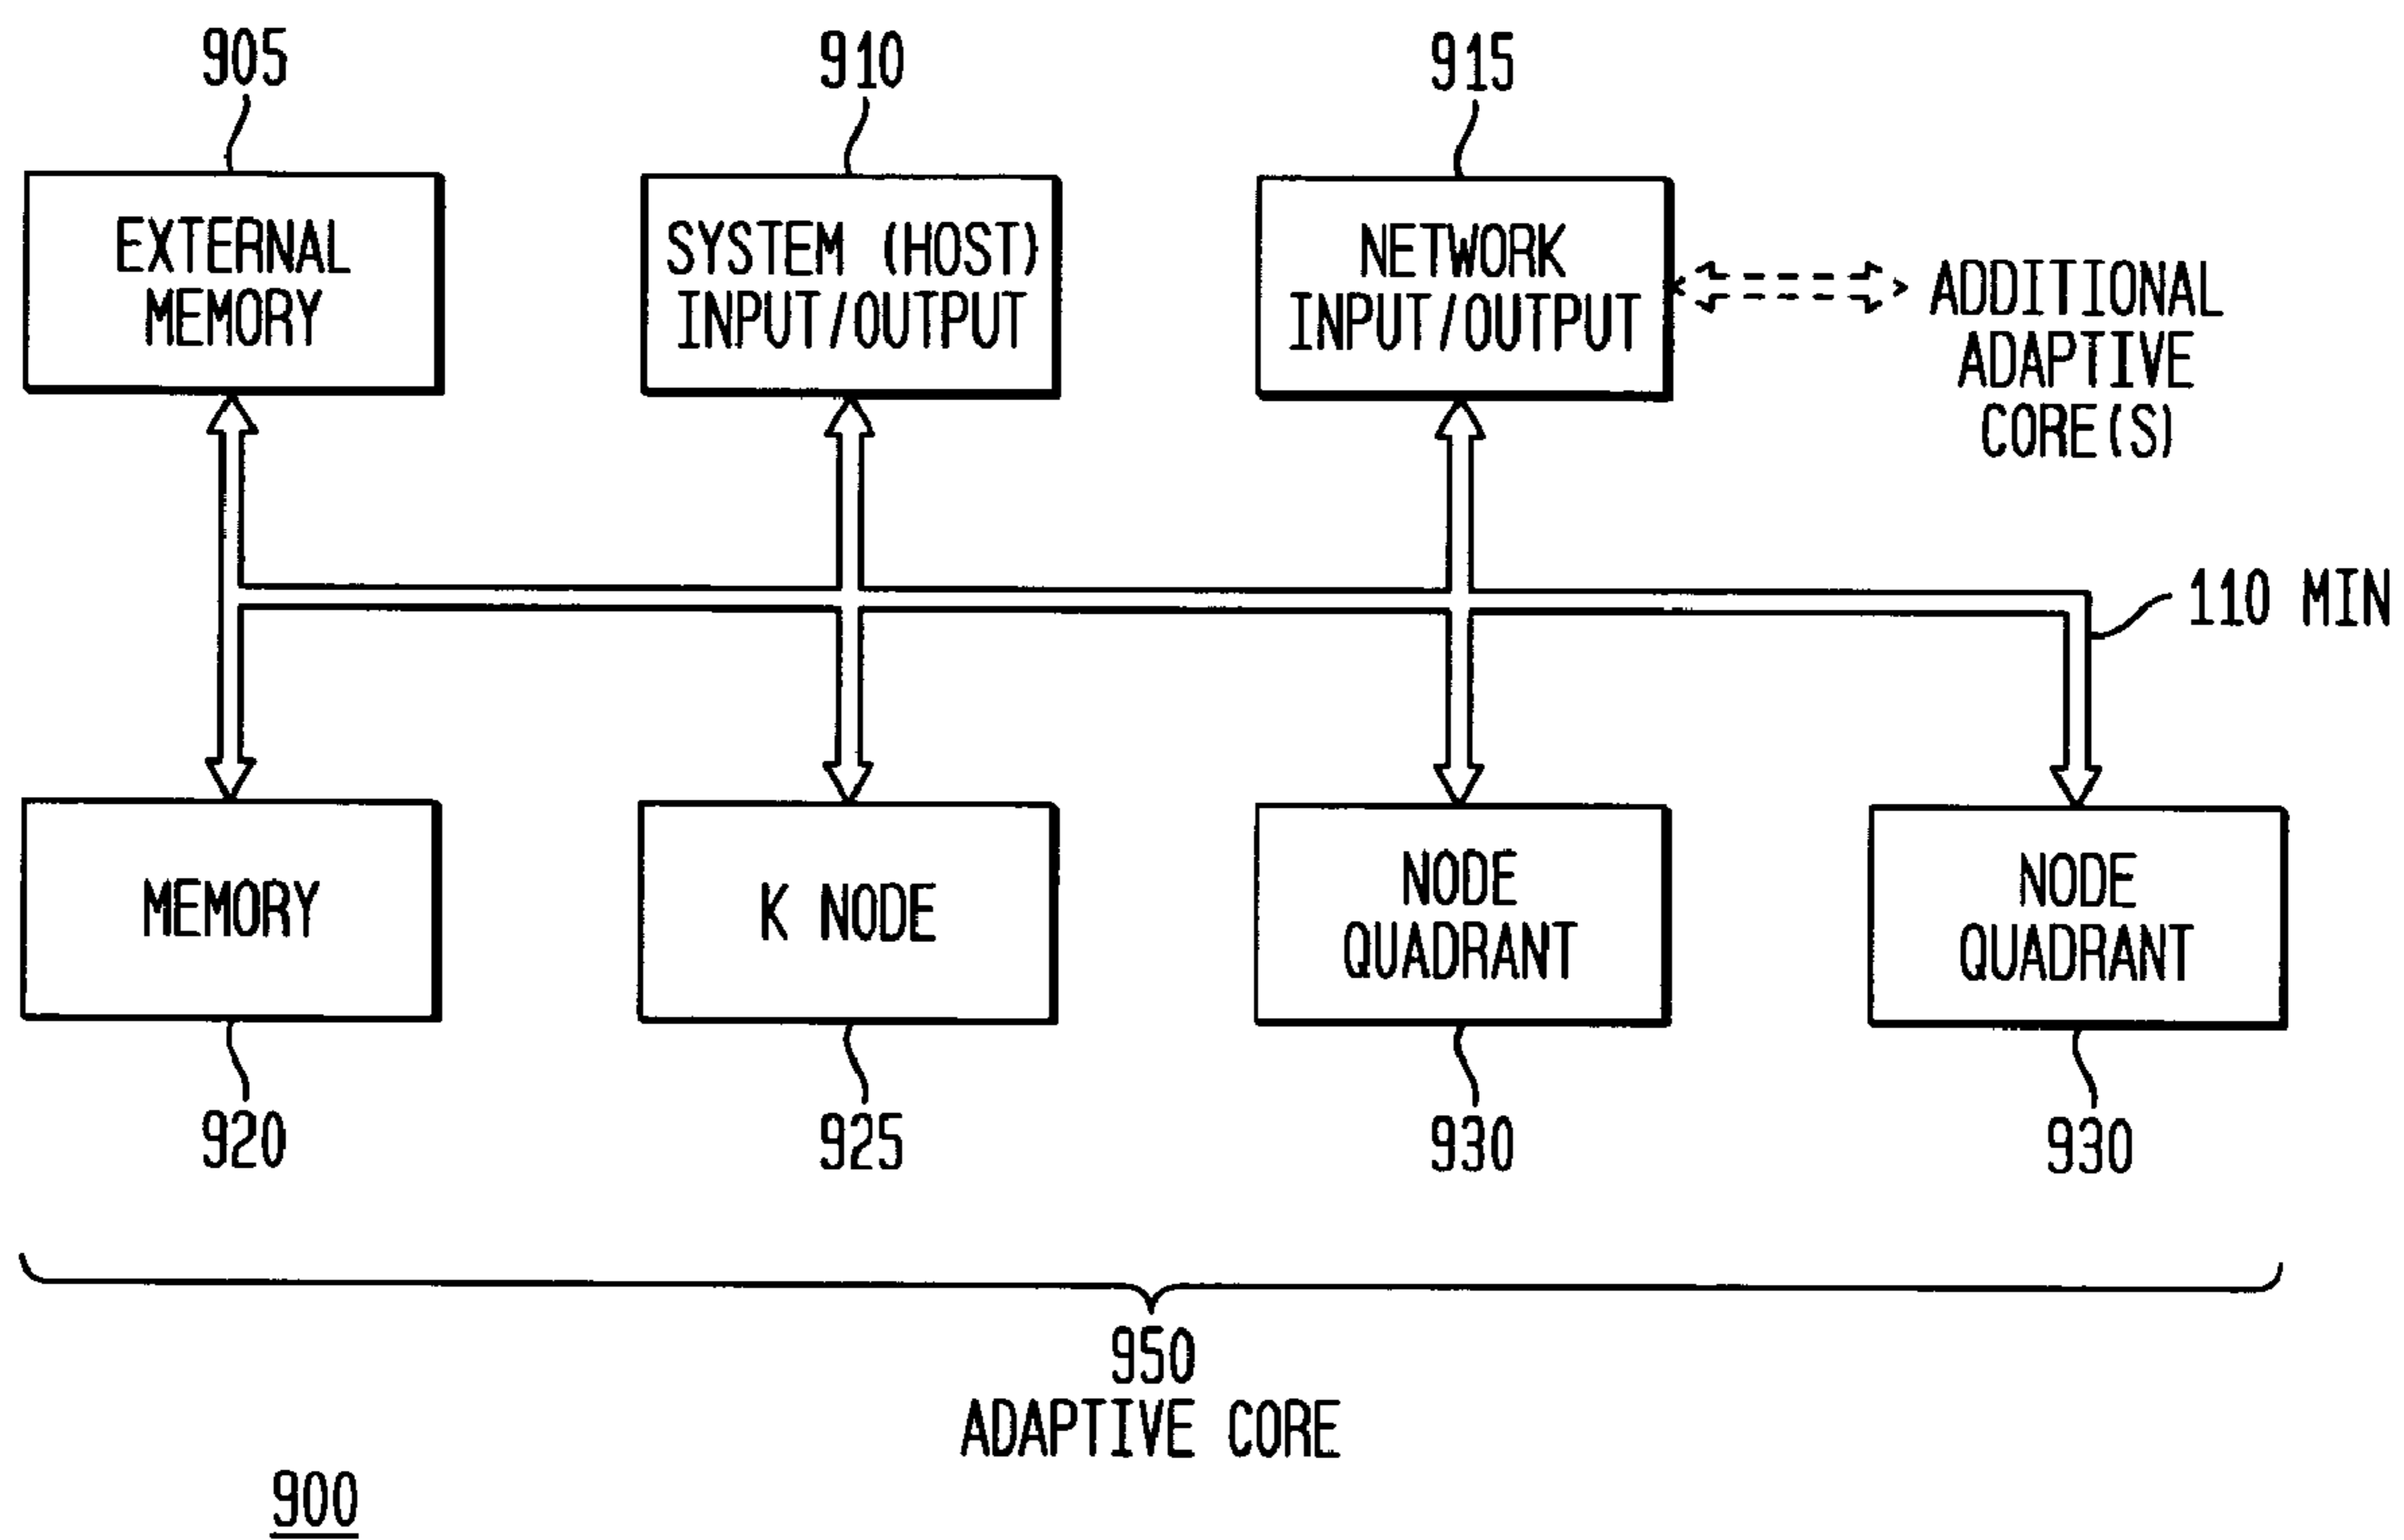 905
910
915
EXTERNAL
MEMORY
SYSTEM (HOST)
INPUT/OUTPUT
NETWORK
INPUT/OUTPUT
ADDITIONAL
ADAPTIVE
CORE(S)
110 MIN
MEMORY
K NODE
NODE
QUADRANT
NODE
QUADRANT
920
925
930
930
950
ADAPTIVE CORE
900